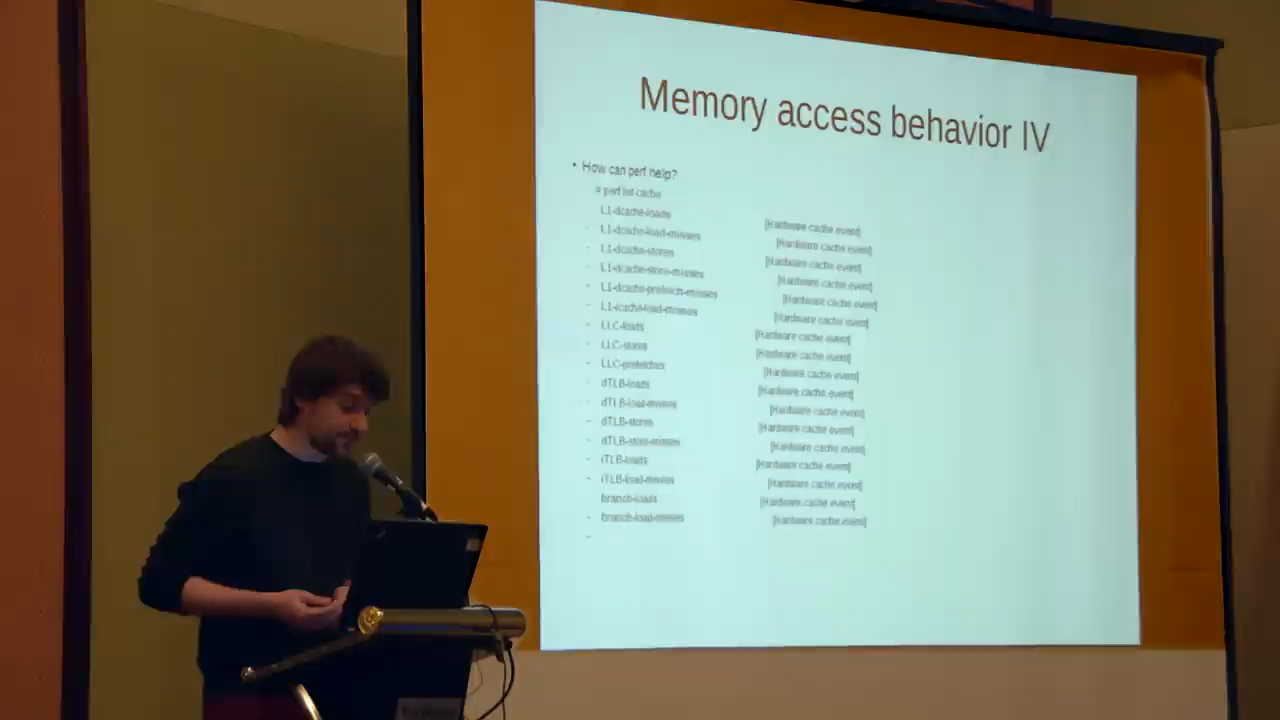 Memory access behavior IV
• How can perf help?
# perf list cache
L1-dcache-loads [Hardware cache event]
- L1-dcache-load-misses [Hardware cache event]
- L1-dcache-stores [Hardware cache event]
- L1-dcache-store-misses [Hardware cache event]
- L1-dcache-prefetch-misses [Hardware cache event]
- L1-icache-load-misses [Hardware cache event]
- LLC-loads [Hardware cache event]
- LLC-stores [Hardware cache event]
- LLC-prefetches [Hardware cache event]
- dTLB-loads [Hardware cache event]
- dTLB-load-misses [Hardware cache event]
- dTLB-stores [Hardware cache event]
- dTLB-store-misses [Hardware cache event]
- iTLB-loads [Hardware cache event]
- iTLB-load-misses [Hardware cache event]
branch-loads [Hardware cache event]
- branch-load-misses [Hardware cache event]
-